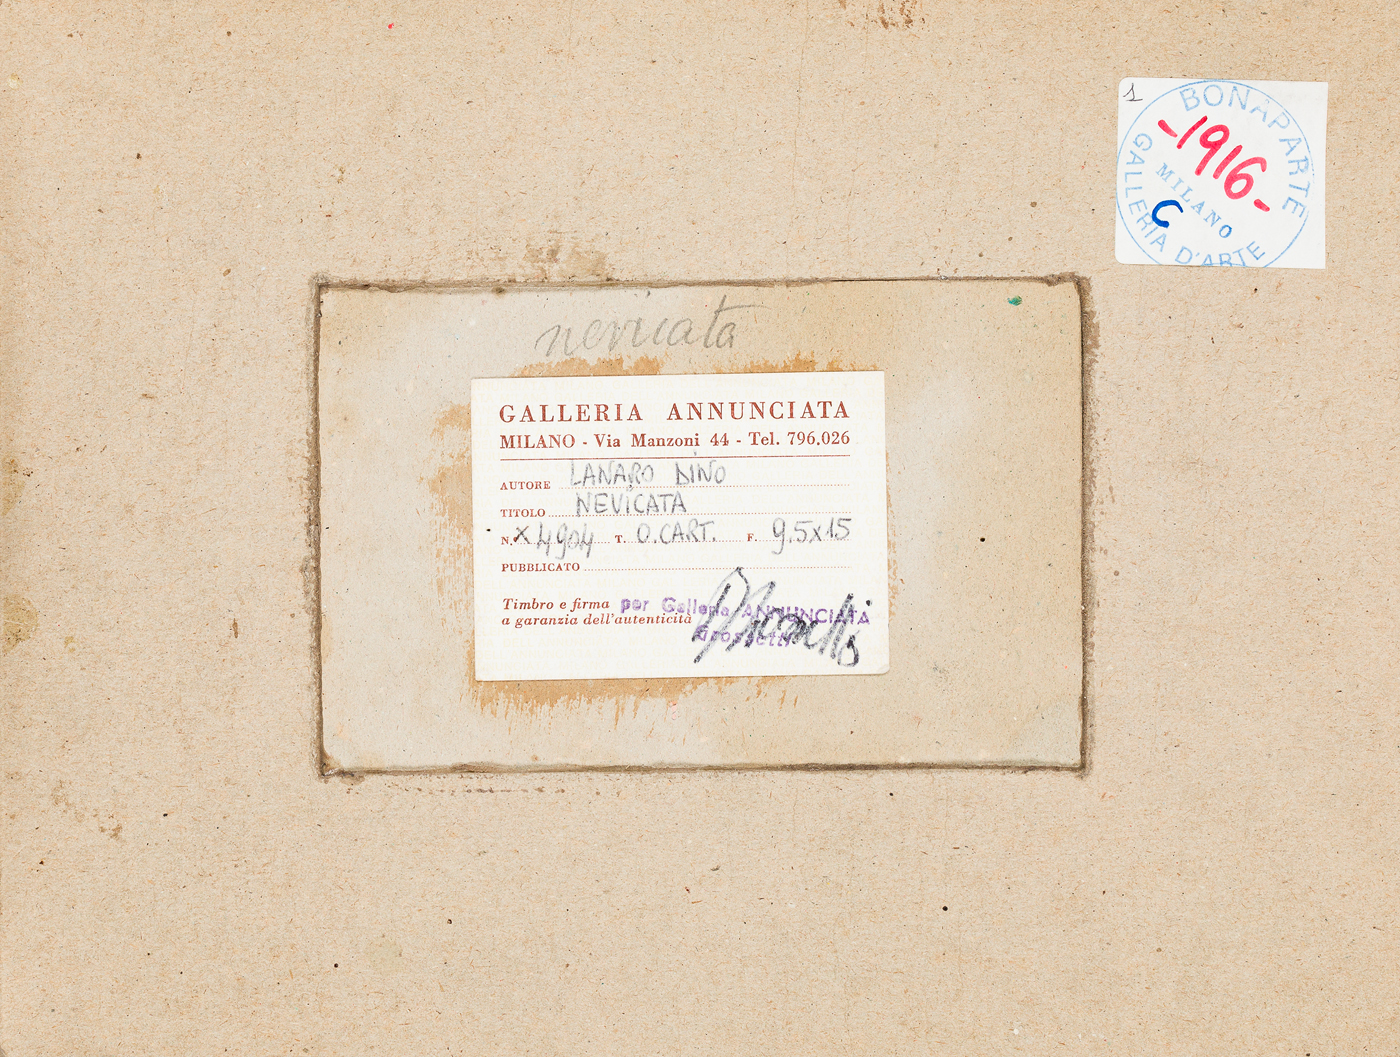 1
BONAPARTE
-1916-
MILANO
C
GALLERIA D'ARTE
nevicata
GALLERIA ANNUNCIATA
MILANO - Via Manzoni 44 - Tel. 796.026
AUTORE LANARO DINO
TITOLO NEVICATA
N. X 4904 T. O.CART. F. 9.5x15
PUBBLICATO
Timbro e firma per Galleria ANNUNCIATA
a garanzia dell'autenticità Grossetti